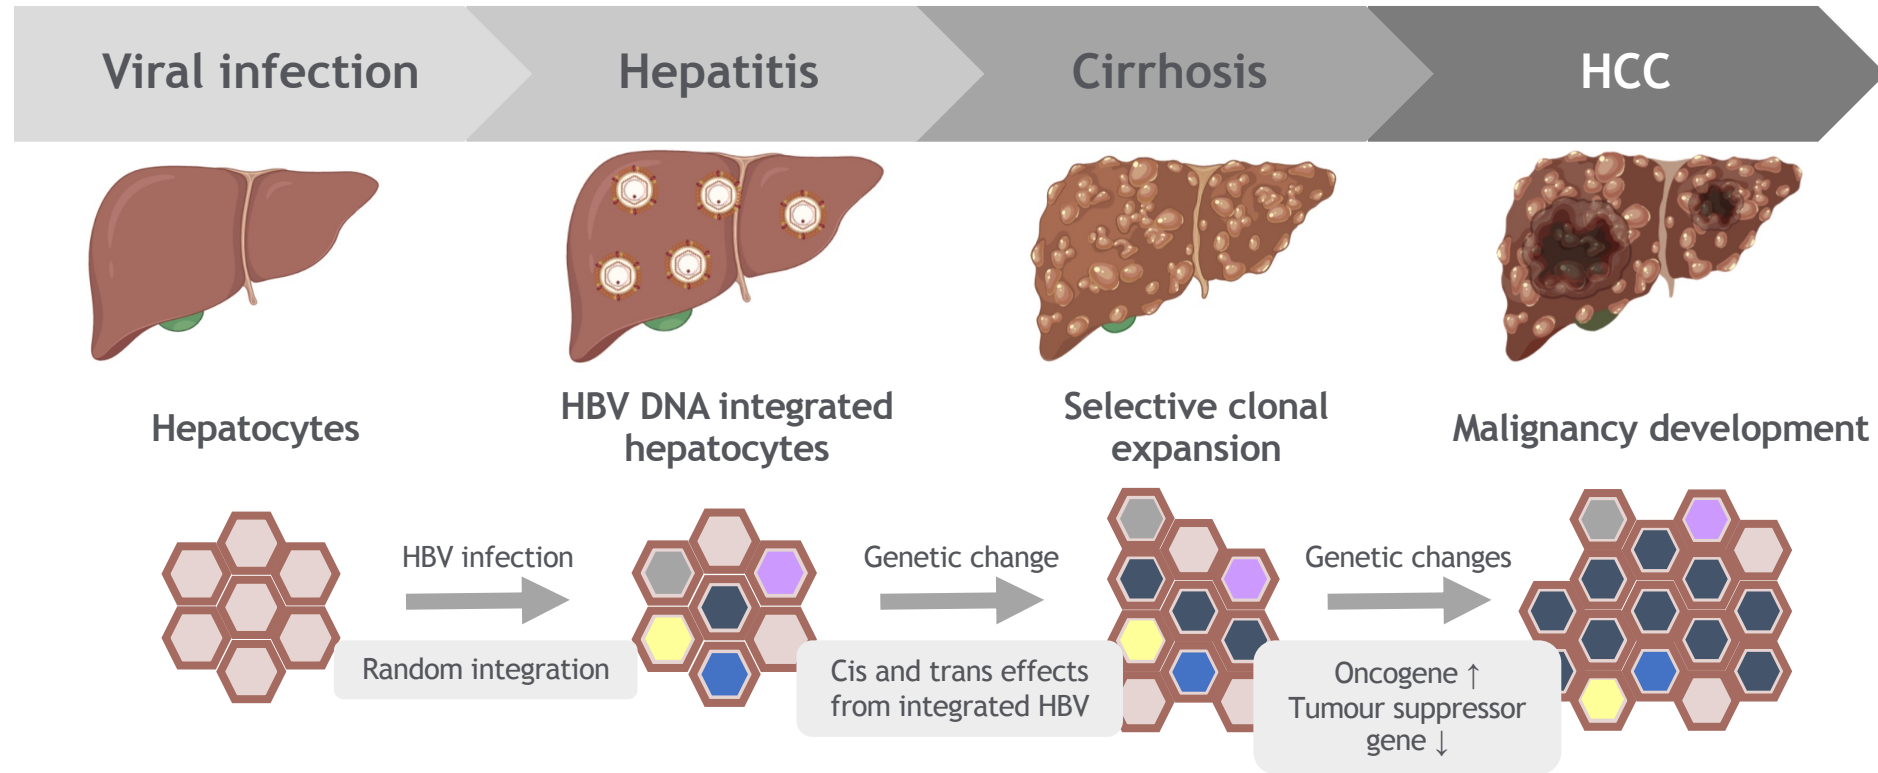 Viral infection
Hepatitis
Cirrhosis
HCC
Hepatocytes
HBV DNA integrated
hepatocytes
Selective clonal
expansion
Malignancy development
HBV infection
Random integration
Genetic change
Cis and trans effects
from integrated HBV
Genetic changes
Oncogene ↑
Tumour suppressor
gene ↓